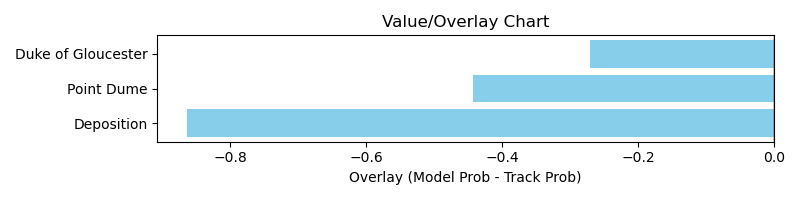 Value/Overlay Chart
Duke of Gloucester
Point Dume
Deposition
−0.8 −0.6 −0.4 −0.2 0.0
Overlay (Model Prob - Track Prob)